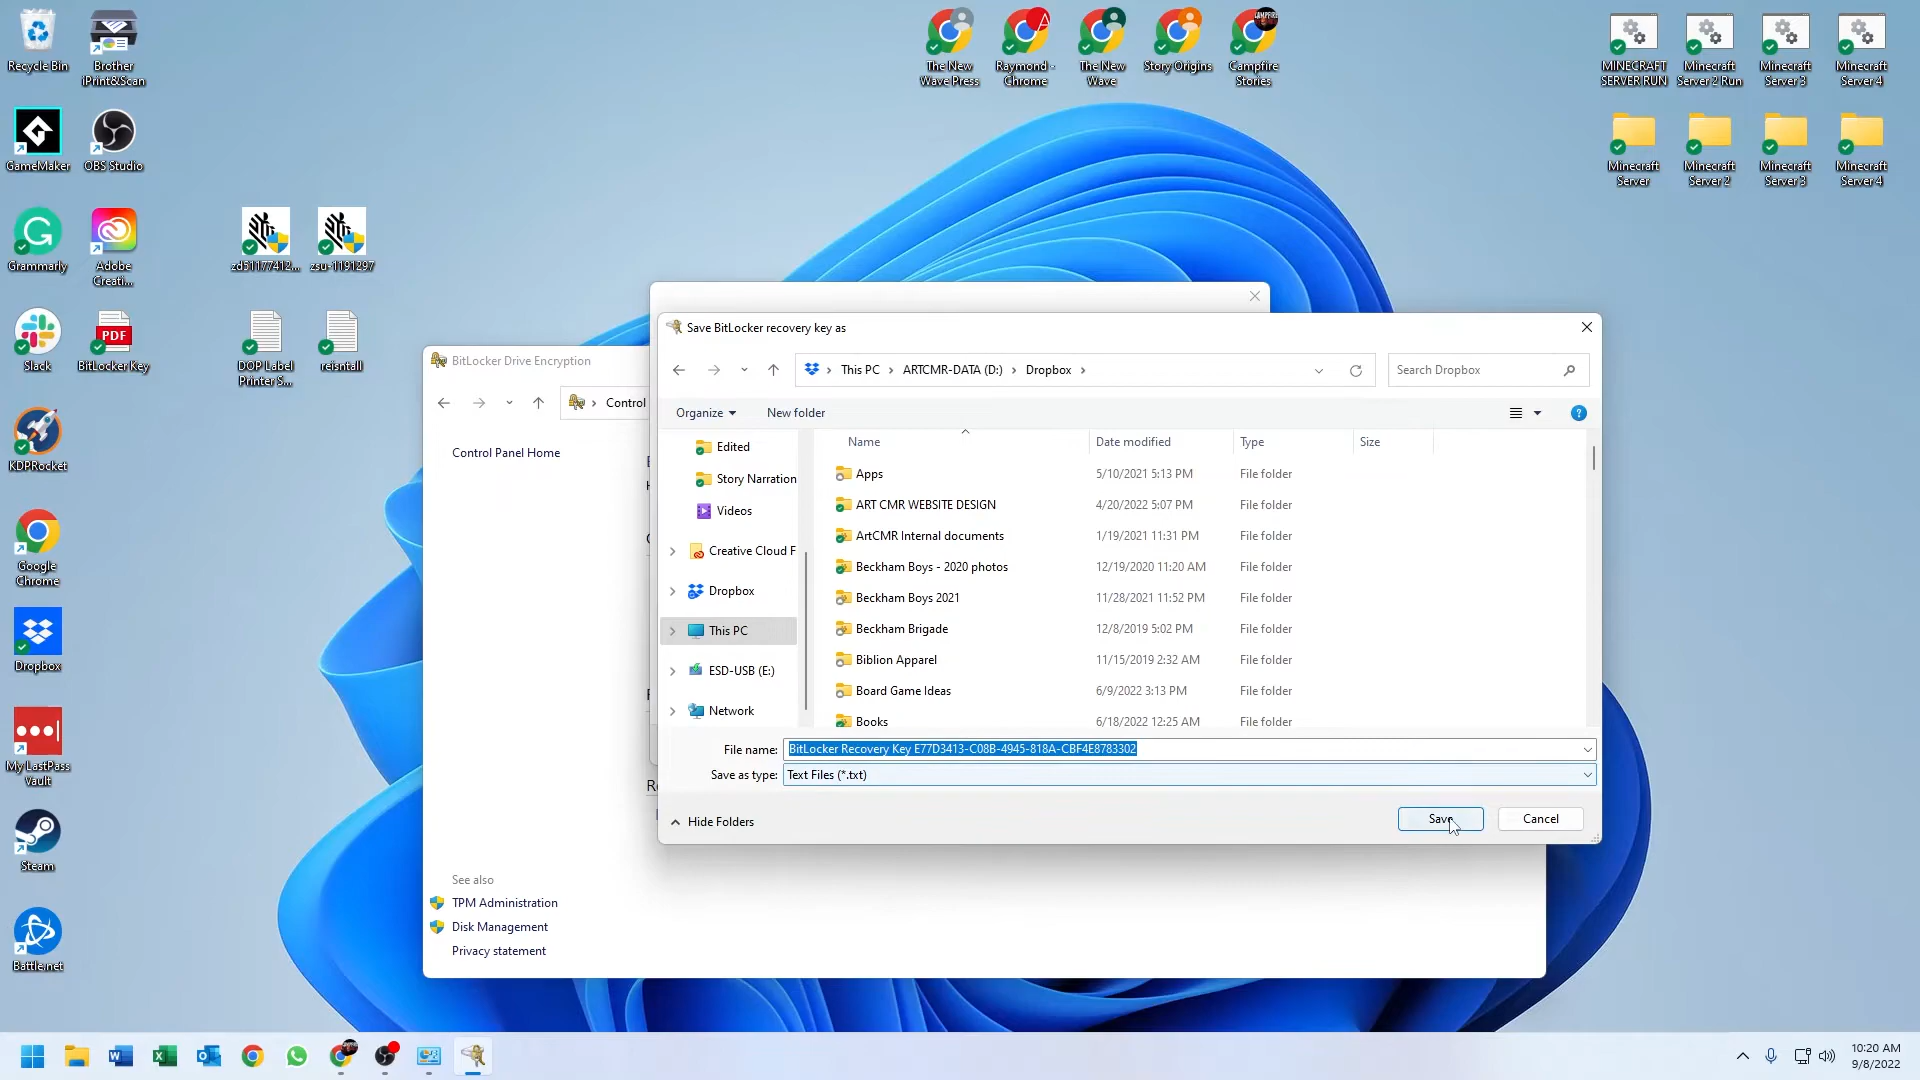 Recycle Bin
Brother
iPrint&Scan
The New
Wave Press
Raymond -
Chrome
The New
Wave
Story Origins
Campfire
Stories
MINECRAFT
SERVER RUN
Minecraft
Server 2 Run
Minecraft
Server 3
Minecraft
Server 4
GameMaker
OBS Studio
Minecraft
Server
Minecraft
Server 2
Minecraft
Server 3
Minecraft
Server 4
Grammarly
Adobe
Creati...
zd51177412...
zsu-1191297
Slack
PDF
BitLocker Key
DOP Label
Printer S...
reisntall
KDPRocket
Google
Chrome
Dropbox
My LastPass
Vault
Steam
Battle.net
BitLocker Drive Encryption
Control
Control Panel Home
See also
TPM Administration
Disk Management
Privacy statement
Save BitLocker recovery key as
This PC
ARTCMR-DATA (D:)
Dropbox
Search Dropbox
Organize
New folder
Edited
Story Narration
Videos
Creative Cloud F
Dropbox
This PC
ESD-USB (E:)
Network
Name Date modified Type Size
Apps 5/10/2021 5:13 PM File folder
ART CMR WEBSITE DESIGN 4/20/2022 5:07 PM File folder
ArtCMR Internal documents 1/19/2021 11:31 PM File folder
Beckham Boys - 2020 photos 12/19/2020 11:20 AM File folder
Beckham Boys 2021 11/28/2021 11:52 PM File folder
Beckham Brigade 12/8/2019 5:02 PM File folder
Biblion Apparel 11/15/2019 2:32 AM File folder
Board Game Ideas 6/9/2022 3:13 PM File folder
Books 6/18/2022 12:25 AM File folder
File name: BitLocker Recovery Key E77D3413-C08B-4945-818A-CBF4E8783302
Save as type: Text Files (*.txt)
Hide Folders
Save
Cancel
10:20 AM
9/8/2022